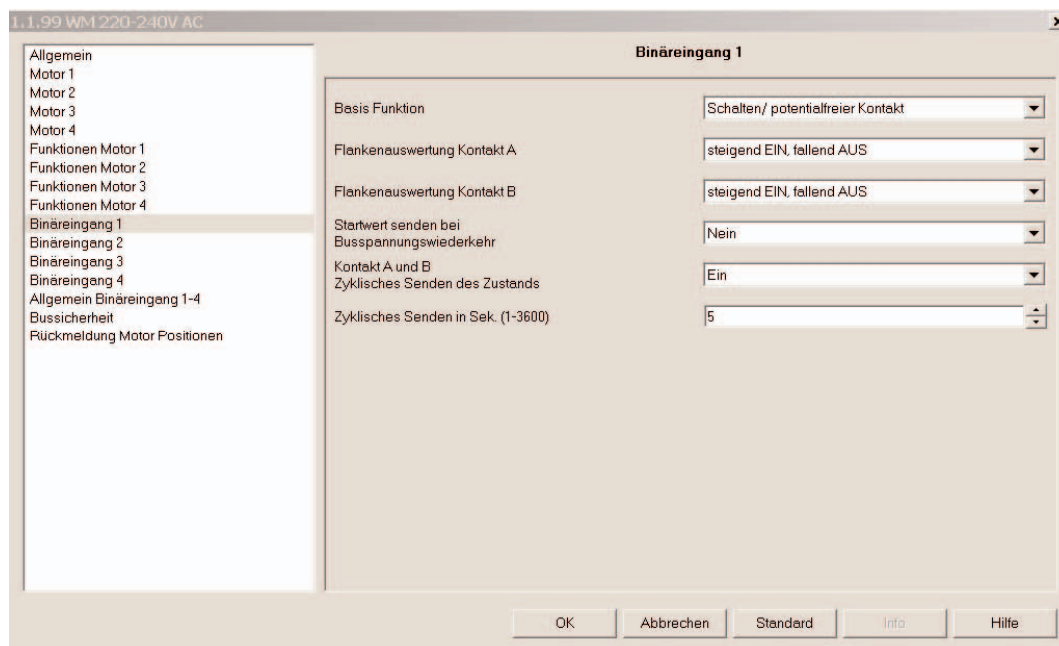 1.1.99 WM 220-240V AC
Allgemein
Motor 1
Motor 2
Motor 3
Motor 4
Funktionen Motor 1
Funktionen Motor 2
Funktionen Motor 3
Funktionen Motor 4
Binäreingang 1
Binäreingang 2
Binäreingang 3
Binäreingang 4
Allgemein Binäreingang 1-4
Bussicherheit
Rückmeldung Motor Positionen
Binäreingang 1
Basis Funktion
Schalten/ potentialfreier Kontakt
Flankenauswertung Kontakt A
steigend EIN, fallend AUS
Flankenauswertung Kontakt B
steigend EIN, fallend AUS
Startwert senden bei
Busspannungswiederkehr
Nein
Kontakt A und B
Zyklisches Senden des Zustands
Ein
Zyklisches Senden in Sek. (1-3600)
5
OK
Abbrechen
Standard
Info
Hilfe